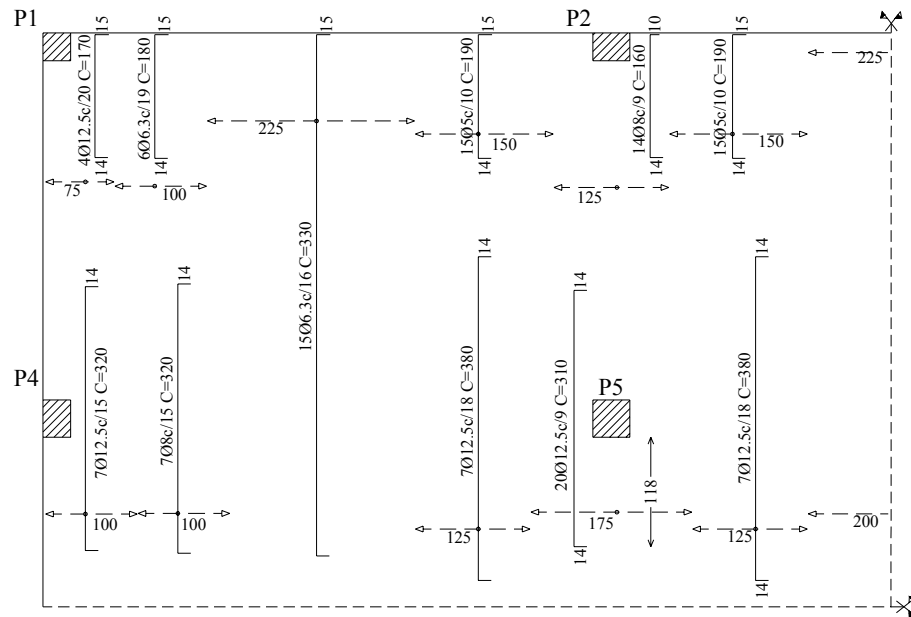 P1
P2
15
15
15
15
10
15
4Ø12.5c/20 C=170
6Ø6.3c/19 C=180
15Ø5c/10 C=190
14Ø8c/9 C=160
15Ø5c/10 C=190
225
225
150
150
14
14
14
14
14
75
100
125
15Ø6.3c/16 C=330
14
14
14
14
14
P4
P5
7Ø12.5c/15 C=320
7Ø8c/15 C=320
7Ø12.5c/18 C=380
20Ø12.5c/9 C=310
7Ø12.5c/18 C=380
118
100
100
125
175
125
200
14
14